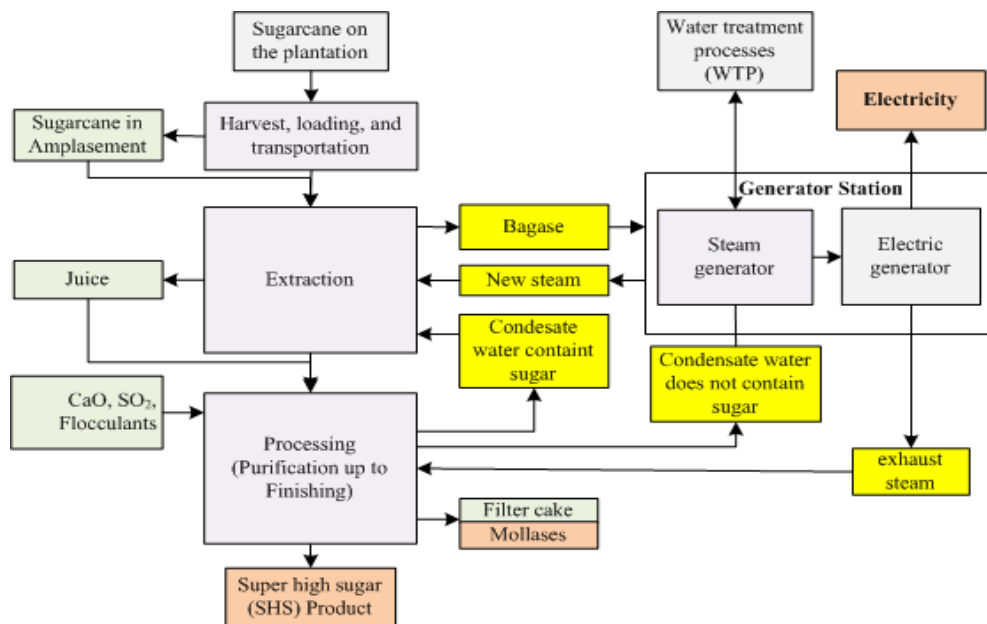 Sugarcane on
the plantation
Water treatment
processes
(WTP)
Electricity
Sugarcane in
Amplasement
Harvest, loading, and
transportation
Generator Station
Bagase
Steam
generator
Electric
generator
Juice
Extraction
New steam
Condesate
water containt
sugar
Condensate water
does not contain
sugar
CaO, SO₂,
Flocculants
Processing
(Purification up to
Finishing)
exhaust
steam
Filter cake
Mollases
Super high sugar
(SHS) Product